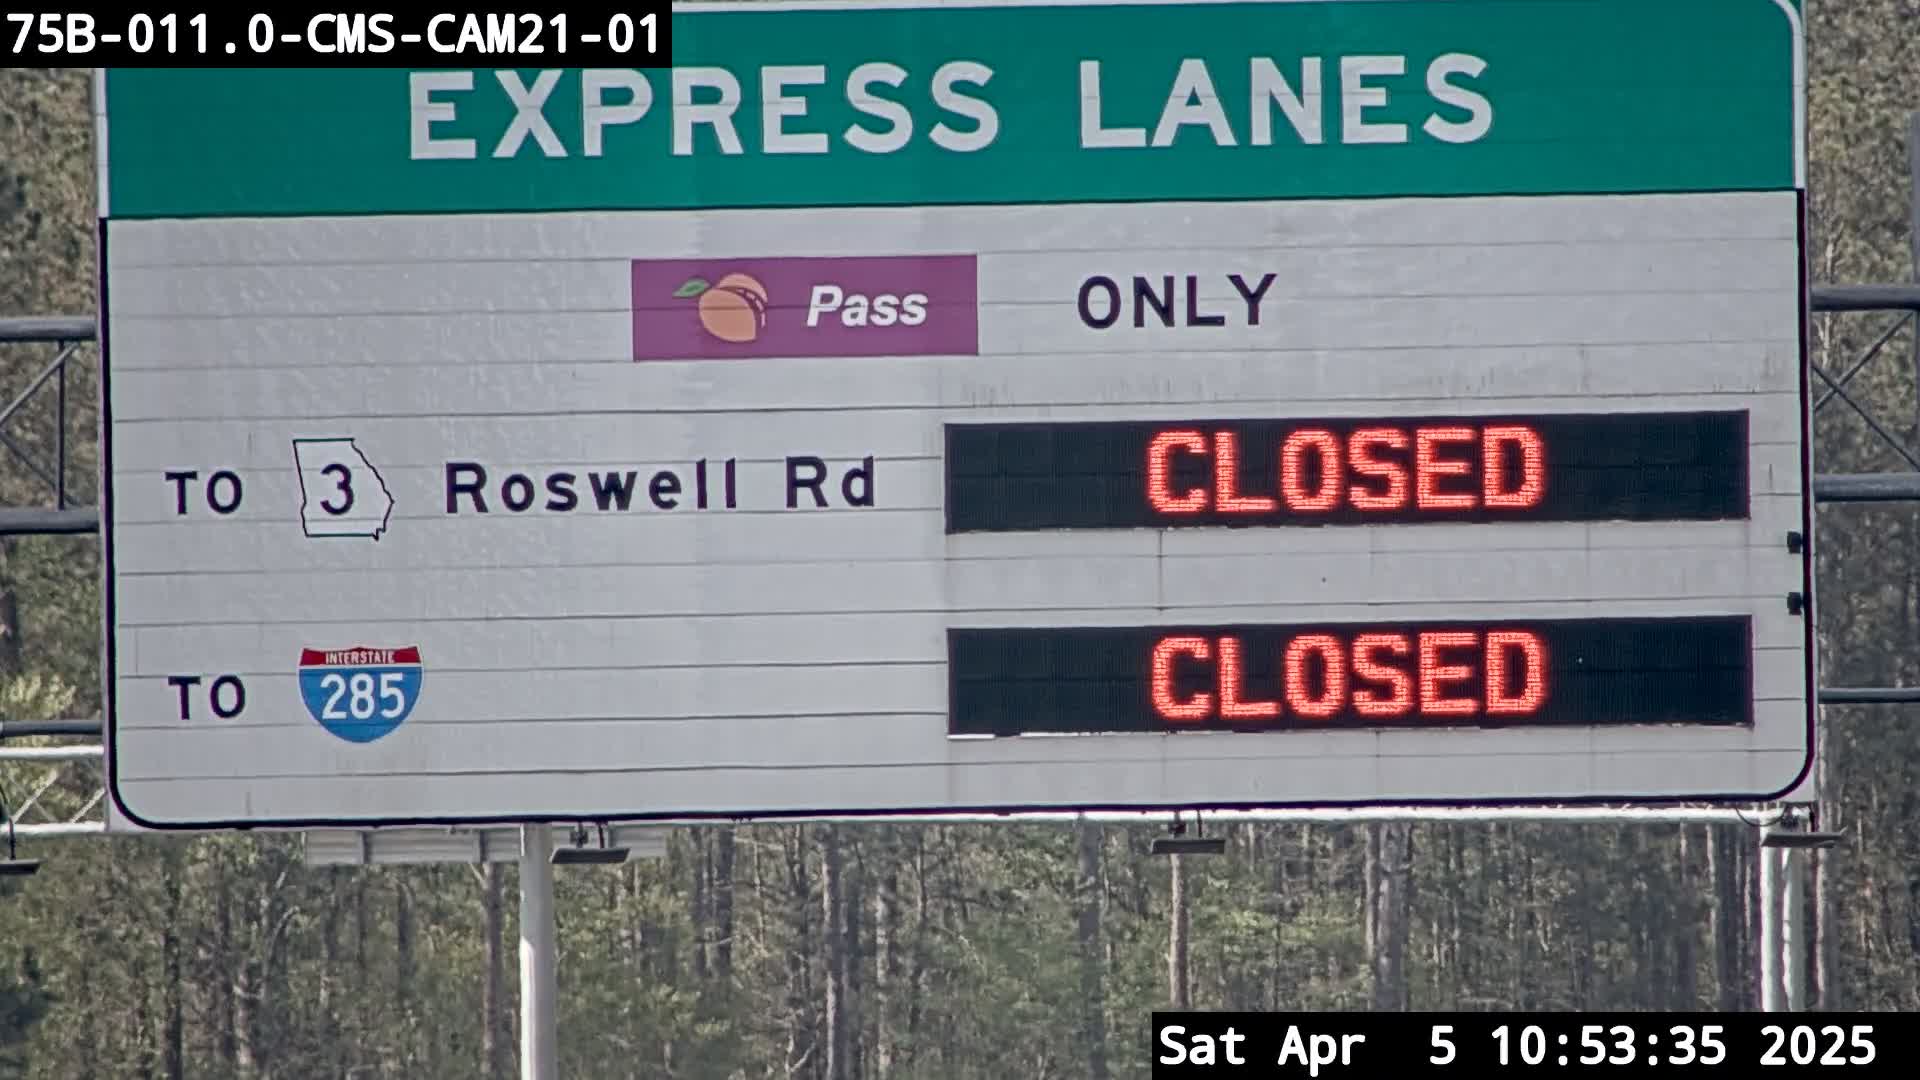 75B-011.0-CMS-CAM21-01
EXPRESS LANES
Pass ONLY
TO 3 Roswell Rd CLOSED
TO INTERSTATE 285 CLOSED
Sat Apr 5 10:53:35 2025